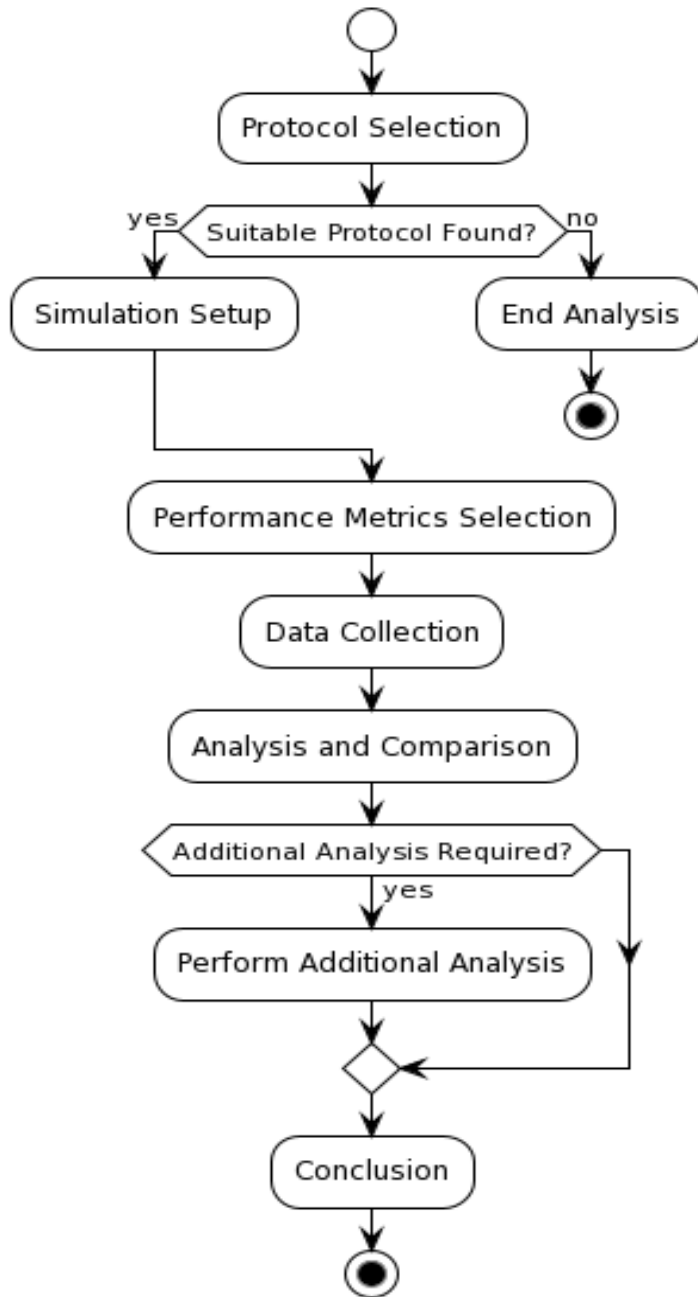 Protocol Selection
yes
Suitable Protocol Found?
no
Simulation Setup
End Analysis
Performance Metrics Selection
Data Collection
Analysis and Comparison
Additional Analysis Required?
yes
Perform Additional Analysis
Conclusion